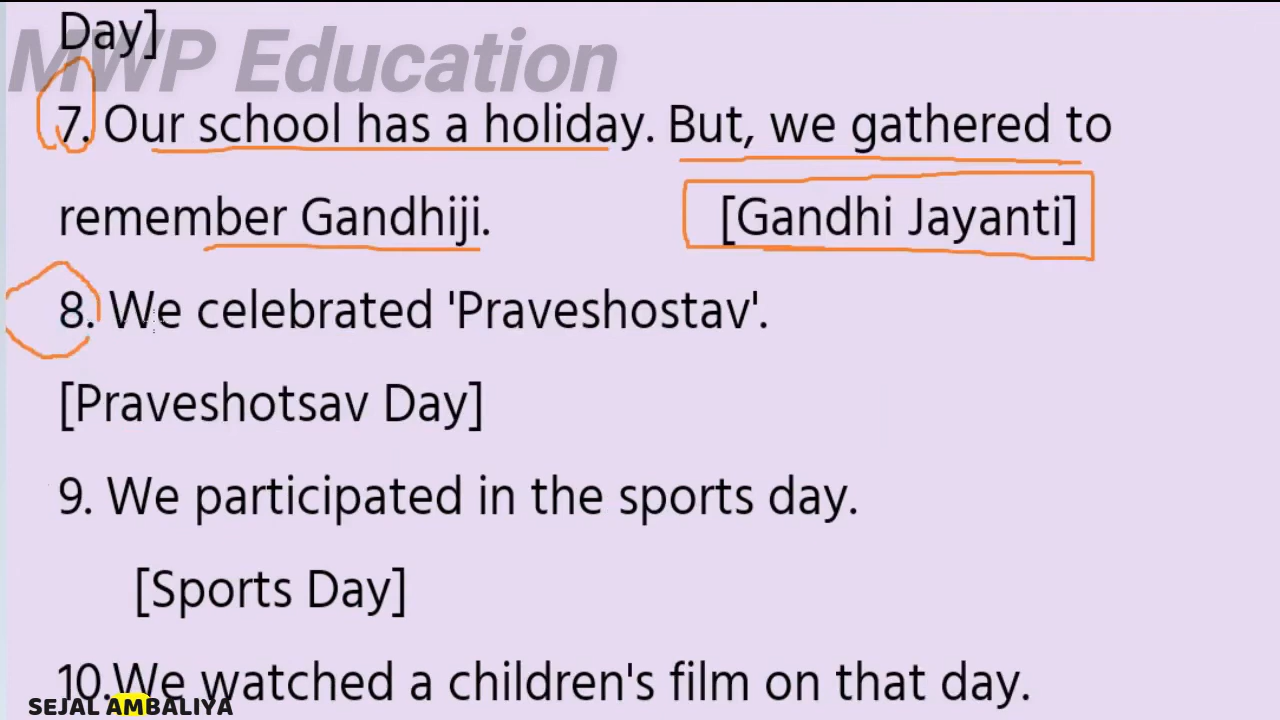 Day]
MWP Education
7. Our school has a holiday. But, we gathered to
remember Gandhiji. [Gandhi Jayanti]
8. We celebrated 'Praveshostav'.
[Praveshotsav Day]
9. We participated in the sports day.
[Sports Day]
10.We watched a children's film on that day.
SEJAL AMBALIYA